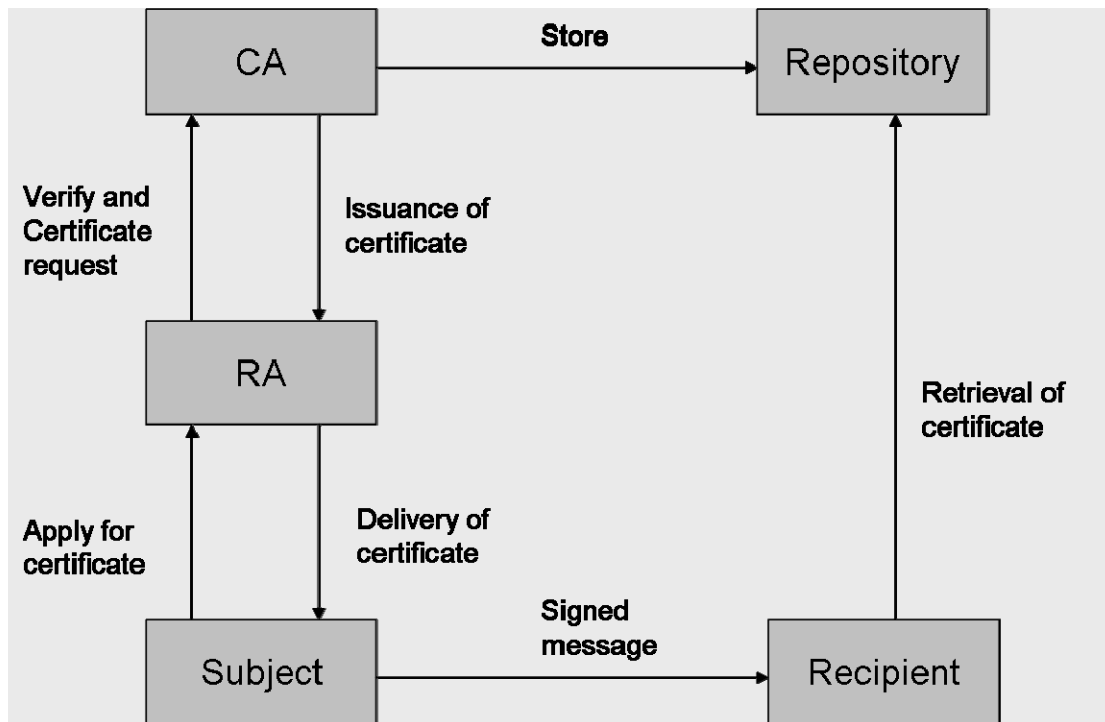 CA
Store
Repository
Verify and
Certificate
request
Issuance of
certificate
RA
Retrieval of
certificate
Apply for
certificate
Delivery of
certificate
Subject
Signed
message
Recipient